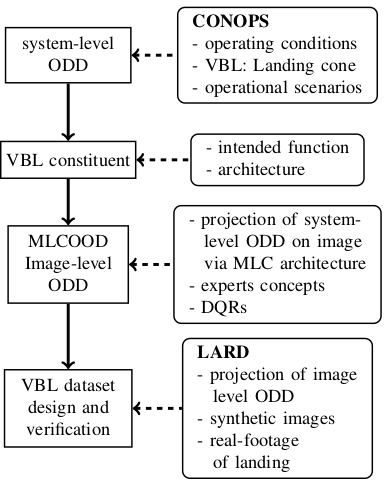 system-level
ODD
CONOPS
- operating conditions
- VBL: Landing cone
- operational scenarios
VBL constituent
- intended function
- architecture
MLCOOD
Image-level
ODD
- projection of system-
level ODD on image
via MLC architecture
- experts concepts
- DQRs
VBL dataset
design and
verification
LARD
- projection of image
level ODD
- synthetic images
- real-footage
of landing